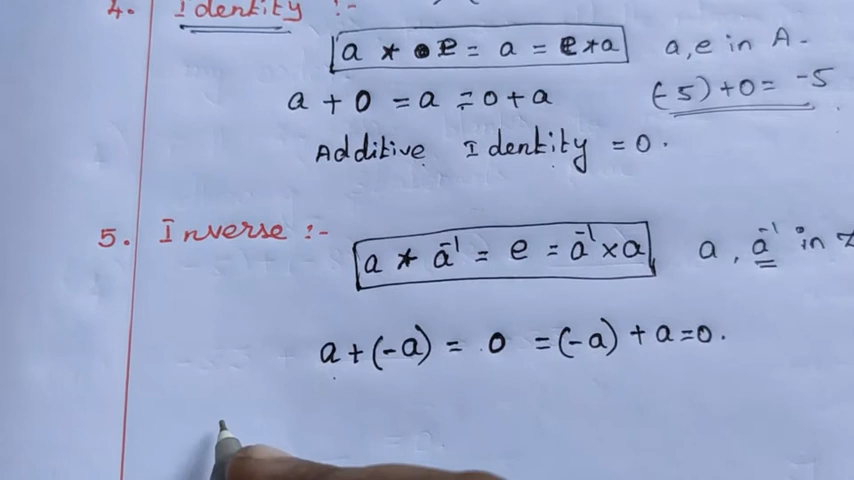 4. Identity :-
a * e = a = e * a a, e in A.
a + 0 = a = 0 + a (-5) + 0 = -5
Additive Identity = 0.
5. Inverse :-
a * a⁻¹ = e = a⁻¹ × a a, a⁻¹ in
a + (-a) = 0 = (-a) + a = 0.